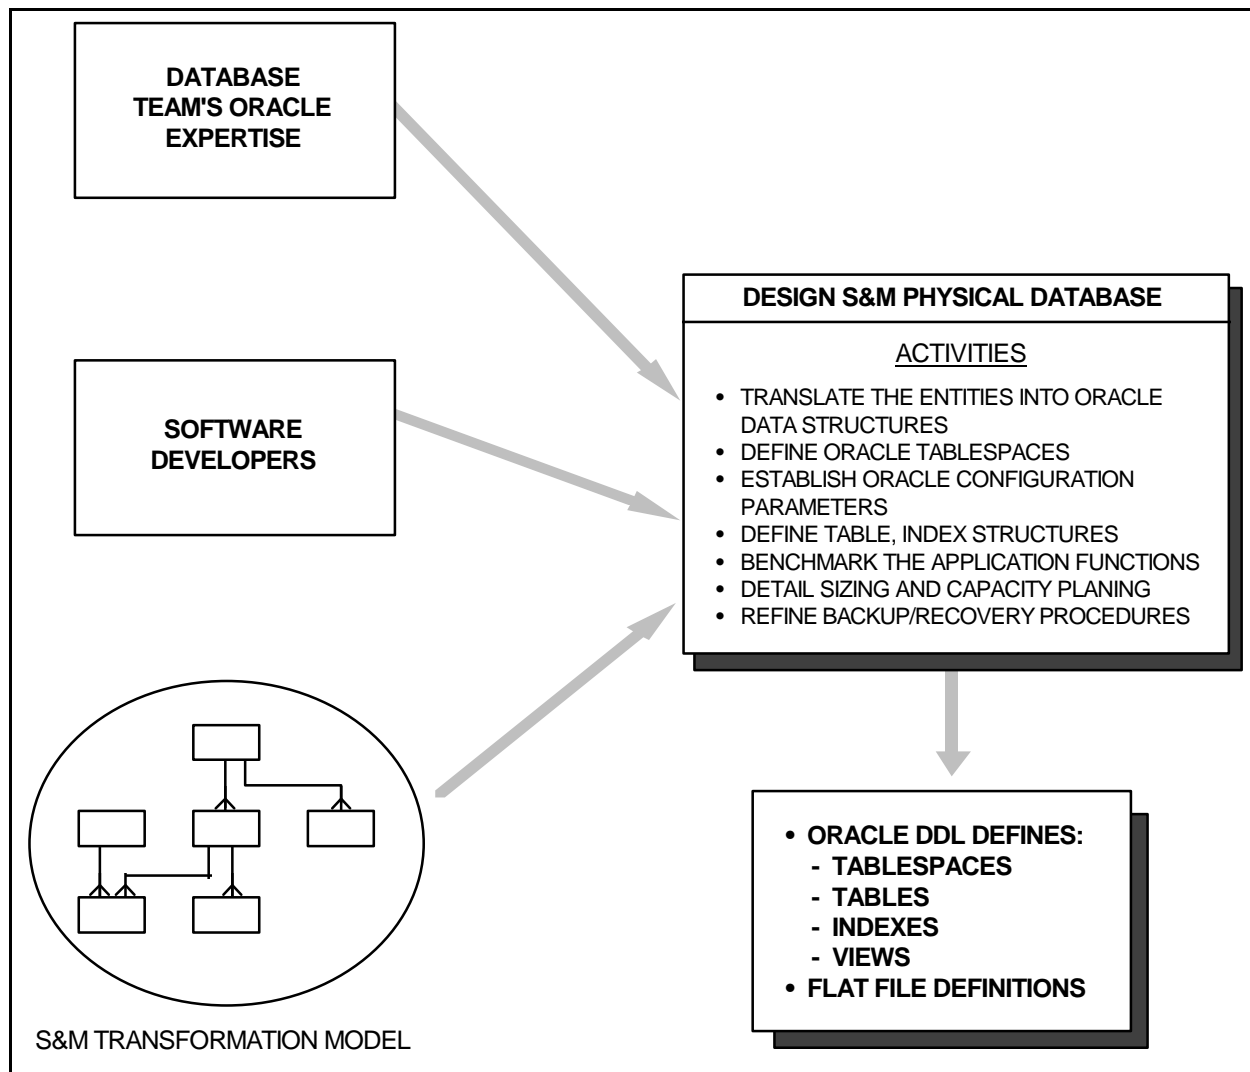 DATABASE
TEAM'S ORACLE
EXPERTISE
SOFTWARE
DEVELOPERS
S&M TRANSFORMATION MODEL
DESIGN S&M PHYSICAL DATABASE
ACTIVITIES
• TRANSLATE THE ENTITIES INTO ORACLE
DATA STRUCTURES
• DEFINE ORACLE TABLESPACES
• ESTABLISH ORACLE CONFIGURATION
PARAMETERS
• DEFINE TABLE, INDEX STRUCTURES
• BENCHMARK THE APPLICATION FUNCTIONS
• DETAIL SIZING AND CAPACITY PLANING
• REFINE BACKUP/RECOVERY PROCEDURES
• ORACLE DDL DEFINES:
- TABLESPACES
- TABLES
- INDEXES
- VIEWS
• FLAT FILE DEFINITIONS